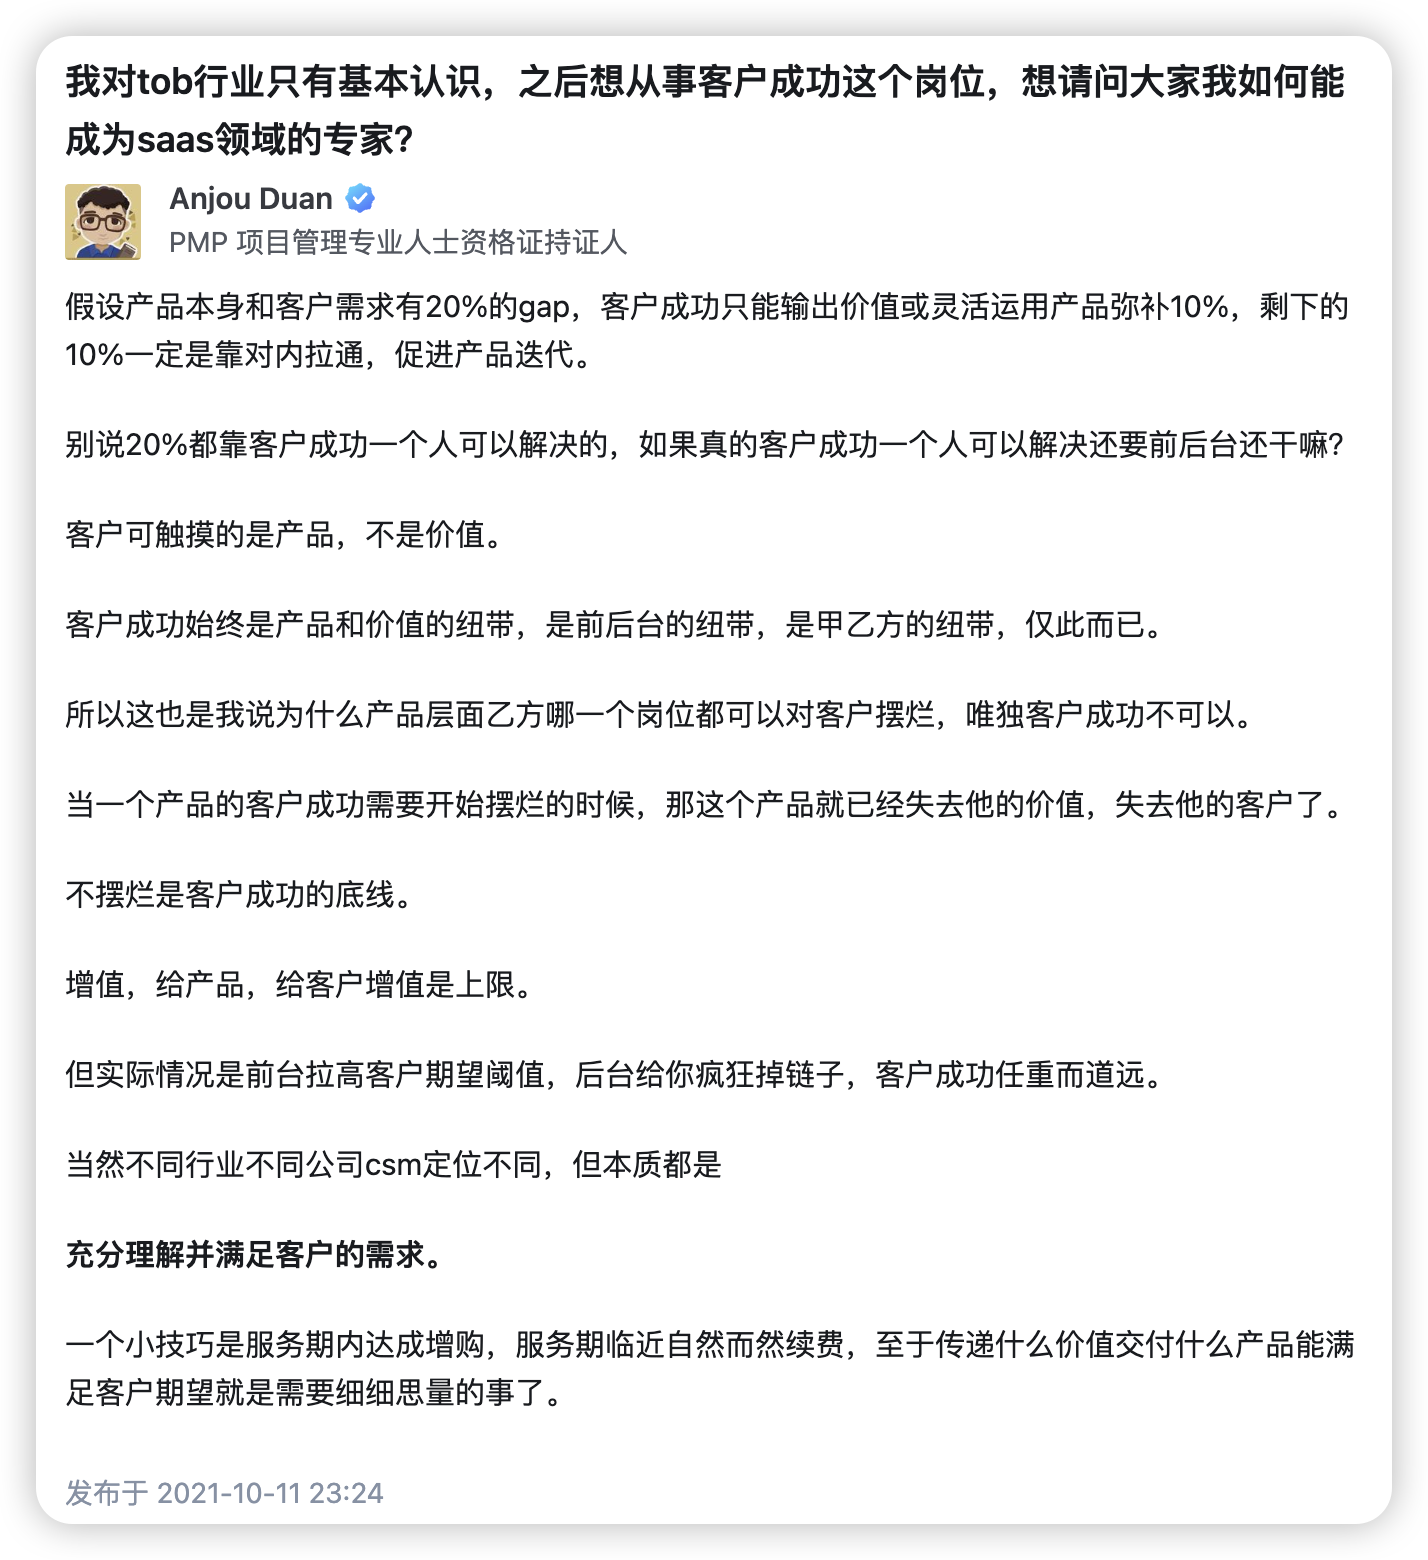 我对tob行业只有基本认识，之后想从事客户成功这个岗位，想请问大家我如何能
成为saas领域的专家？
Anjou Duan
PMP 项目管理专业人士资格证持证人
假设产品本身和客户需求有20%的gap，客户成功只能输出价值或灵活运用产品弥补10%，剩下的
10%一定是靠对内拉通，促进产品迭代。
别说20%都靠客户成功一个人可以解决的，如果真的客户成功一个人可以解决还要前后台还干嘛？
客户可触摸的是产品，不是价值。
客户成功始终是产品和价值的纽带，是前后台的纽带，是甲乙方的纽带，仅此而已。
所以这也是我说为什么产品层面乙方哪一个岗位都可以对客户摆烂，唯独客户成功不可以。
当一个产品的客户成功需要开始摆烂的时候，那这个产品就已经失去他的价值，失去他的客户了。
不摆烂是客户成功的底线。
增值，给产品，给客户增值是上限。
但实际情况是前台拉高客户期望阈值，后台给你疯狂掉链子，客户成功任重而道远。
当然不同行业不同公司csm定位不同，但本质都是
充分理解并满足客户的需求。
一个小技巧是服务期内达成增购，服务期临近自然而然续费，至于传递什么价值交付什么产品能满
足客户期望就是需要细细思量的事了。
发布于 2021-10-11 23:24